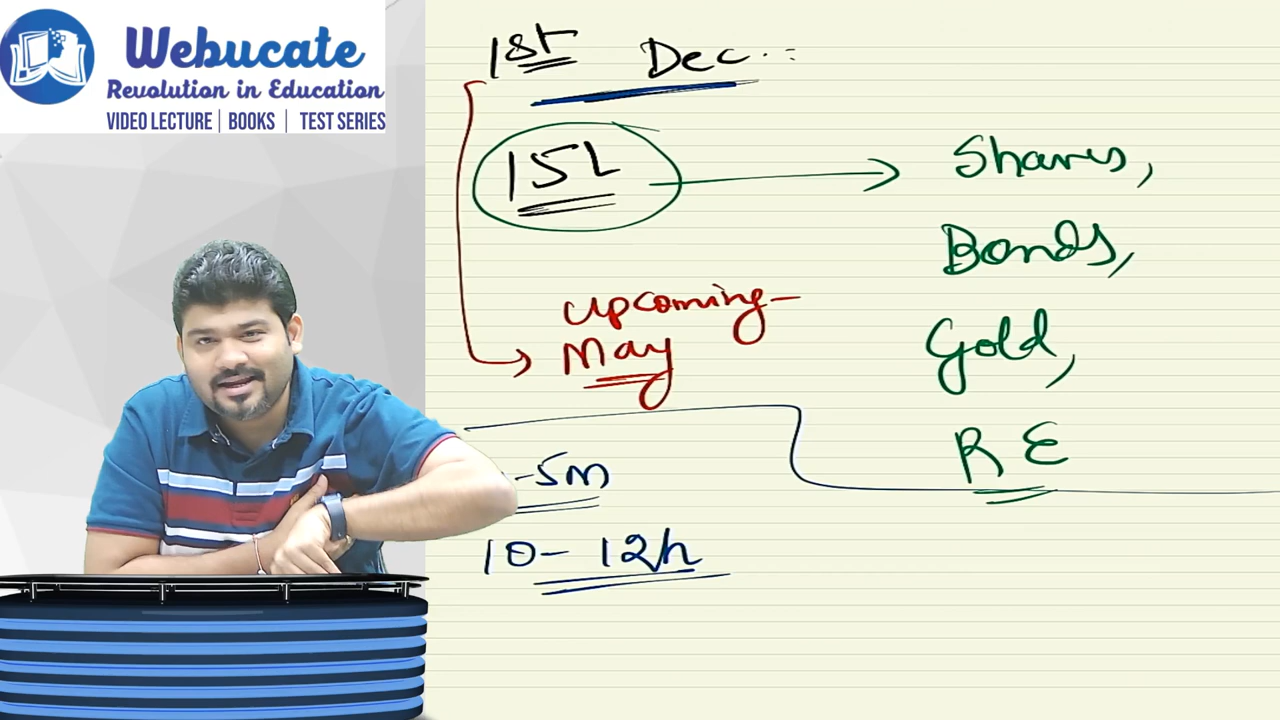 Webucate
Revolution in Education
VIDEO LECTURE | BOOKS | TEST SERIES
1st Dec..:
15L → Shares,
Bonds,
Gold,
RE
Upcoming-
May
-5m
10-12h